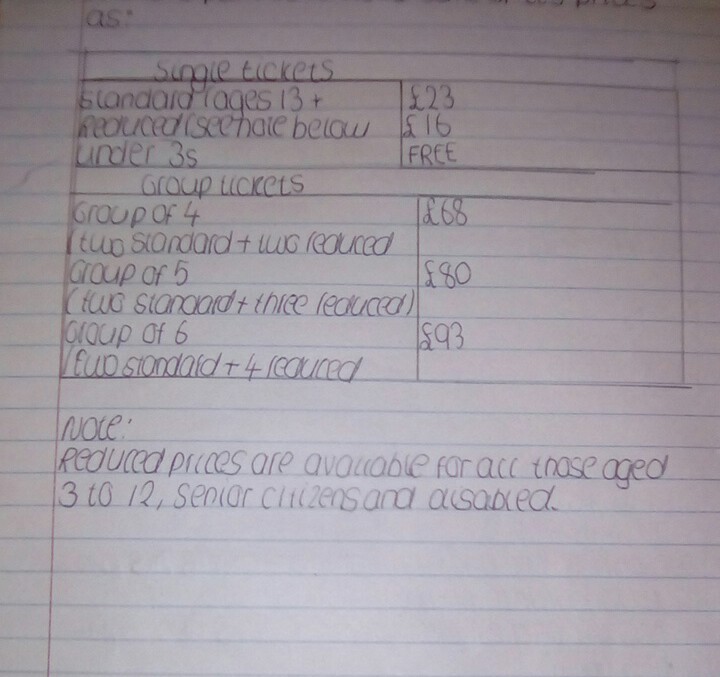 prices
as:
Single tickets
Standard (ages 13+ £23
Reduced (see note below £16
under 3s FREE
Group tickets
Group of 4 £68
(two standard + two reduced
Group of 5 £80
(two standard + three reduced)
Group of 6 £93
(two standard + 4 reduced
Note:
Reduced prices are available for all those aged
3 to 12, senior citizens and disabled.